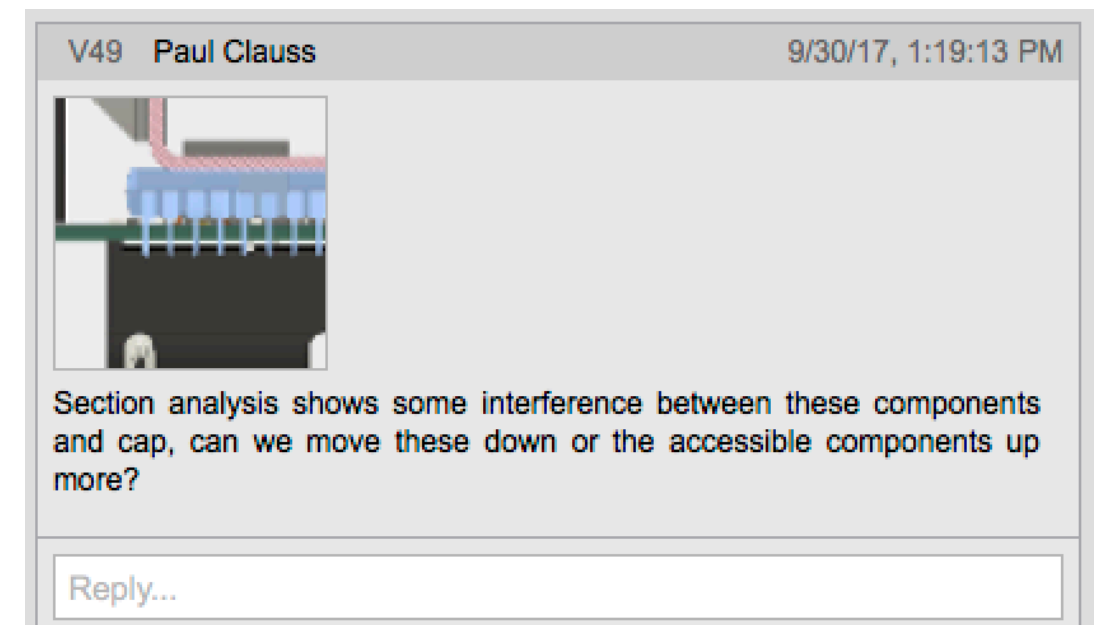 V49 Paul Clauss 9/30/17, 1:19:13 PM
Section analysis shows some interference between these components
and cap, can we move these down or the accessible components up
more?
Reply...